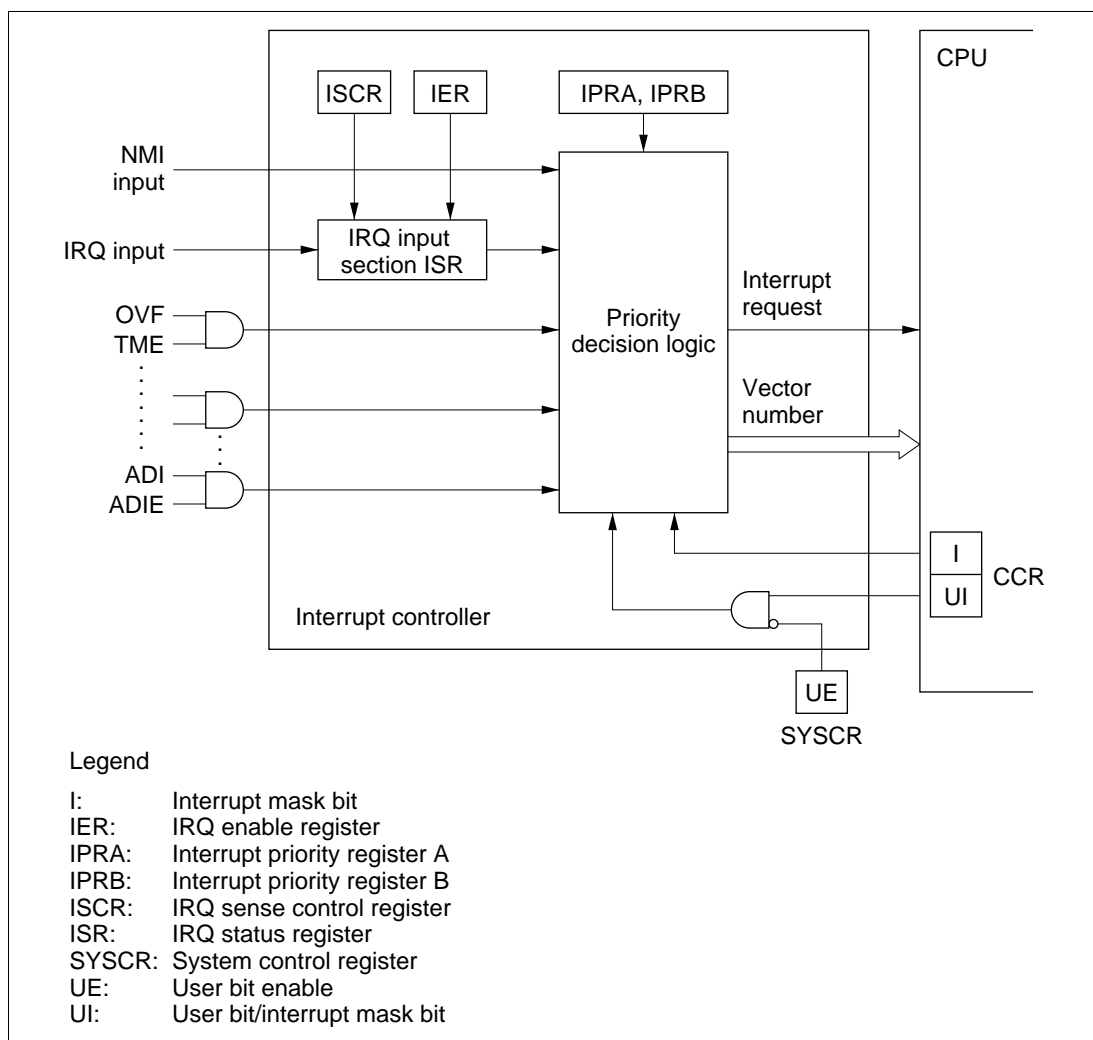 CPU
ISCR
IER
IPRA, IPRB
NMI
input
IRQ input
IRQ input
section ISR
OVF
TME
Priority
decision logic
Interrupt
request
Vector
number
ADI
ADIE
I
UI
CCR
Interrupt controller
UE
SYSCR
Legend
I: Interrupt mask bit
IER: IRQ enable register
IPRA: Interrupt priority register A
IPRB: Interrupt priority register B
ISCR: IRQ sense control register
ISR: IRQ status register
SYSCR: System control register
UE: User bit enable
UI: User bit/interrupt mask bit